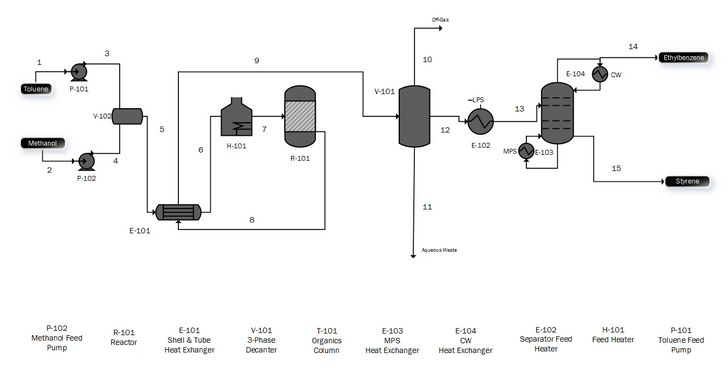 Off-Gas
1
3
9
10
14
Toluene
P-101
Ethylbenzene
E-104
CW
V-101
V-102
LPS
13
5
12
6
7
H-101
E-102
Methanol
2
4
P-102
R-101
MPS
E-103
15
Styrene
11
8
E-101
Aqueous Waste
P-102
Methanol Feed
Pump
R-101
Reactor
E-101
Shell & Tube
Heat Exhanger
V-101
3-Phase
Decanter
T-101
Organics
Column
E-103
MPS
Heat Exchanger
E-104
CW
Heat Exchanger
E-102
Separator Feed
Heater
H-101
Feed Heater
P-101
Toluene Feed
Pump